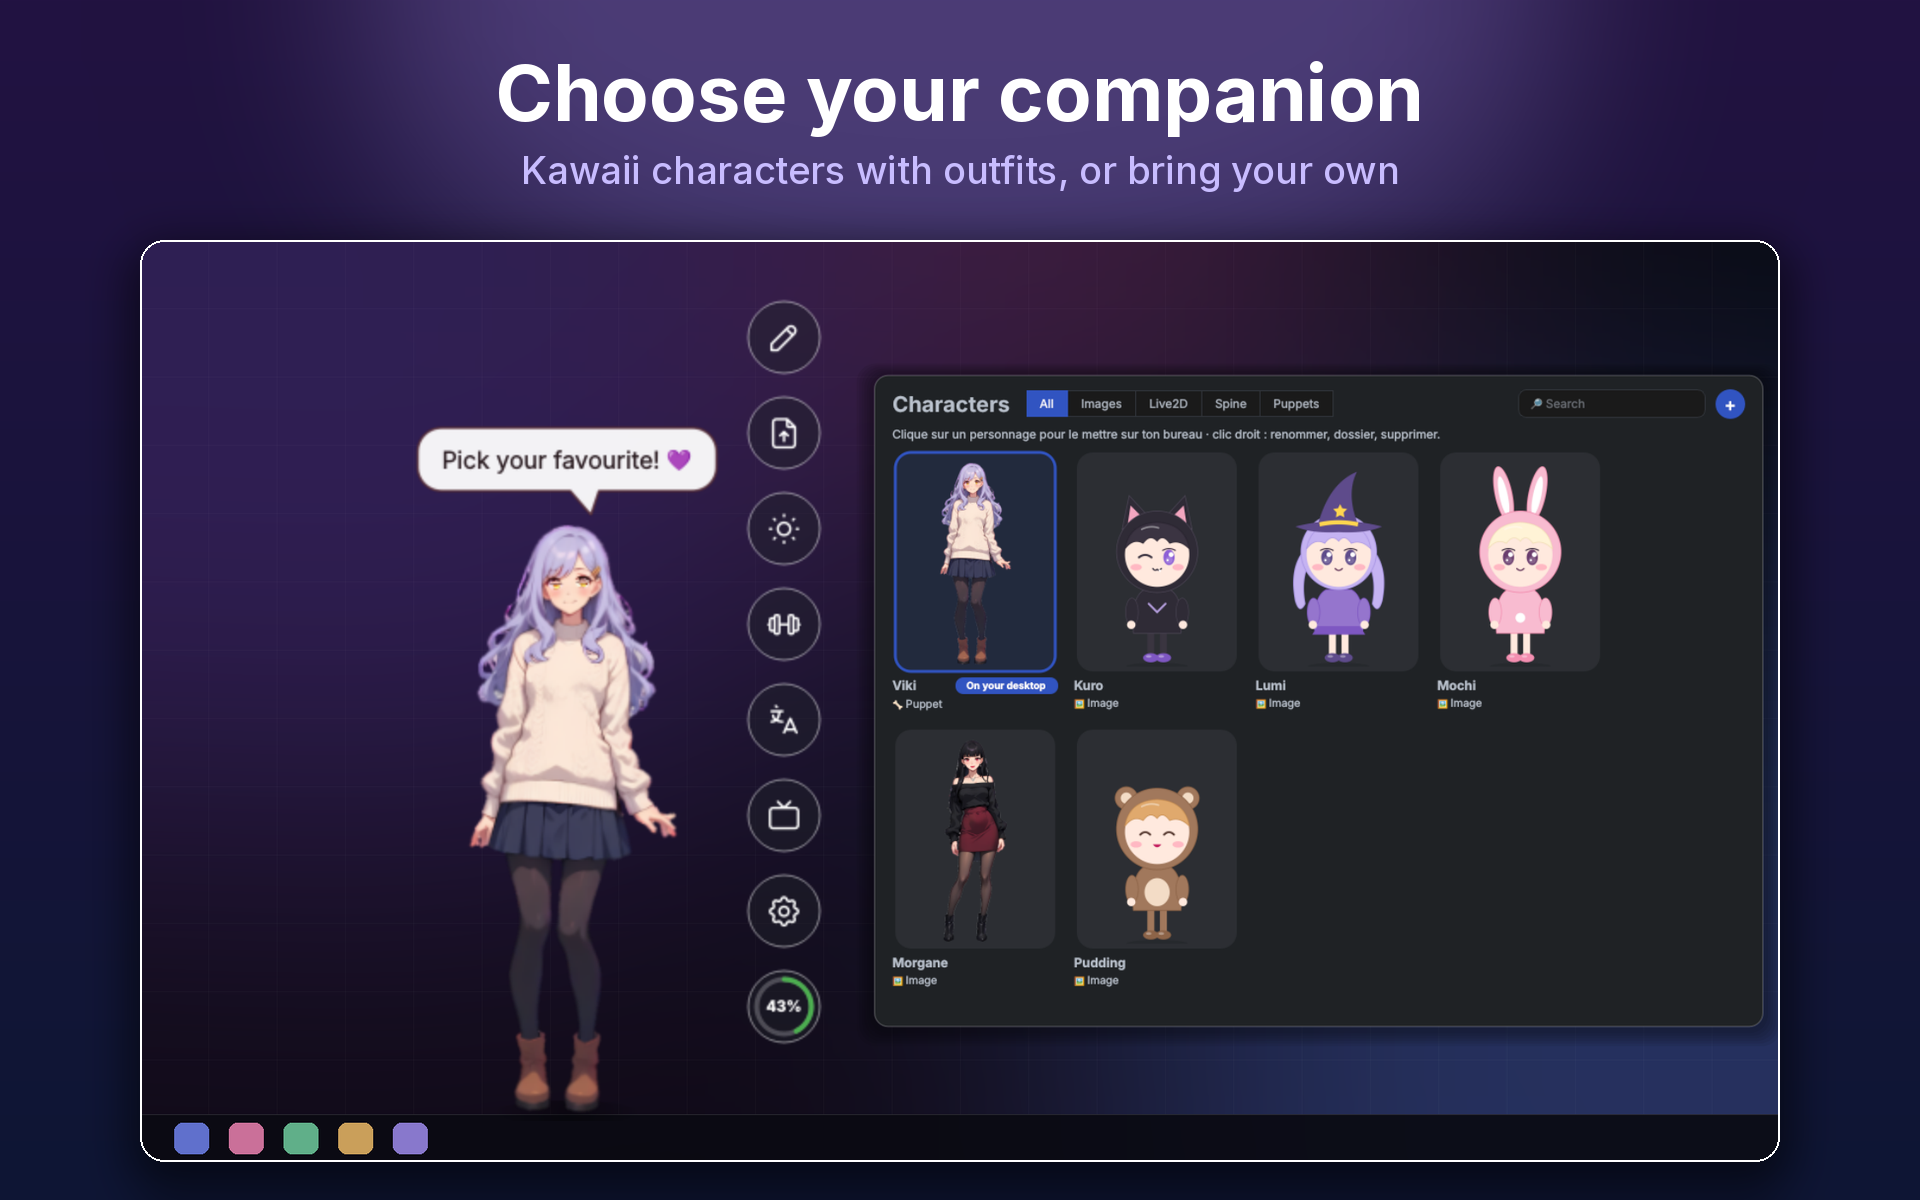 Choose your companion
Kawaii characters with outfits, or bring your own
Pick your favourite! 💜
文A
43%
Characters
All Images Live2D Spine Puppets
🔎 Search
+
Clique sur un personnage pour le mettre sur ton bureau · clic droit : renommer, dossier, supprimer.
Viki On your desktop
Puppet
Kuro
Image
Lumi
Image
Mochi
Image
Morgane
Image
Pudding
Image